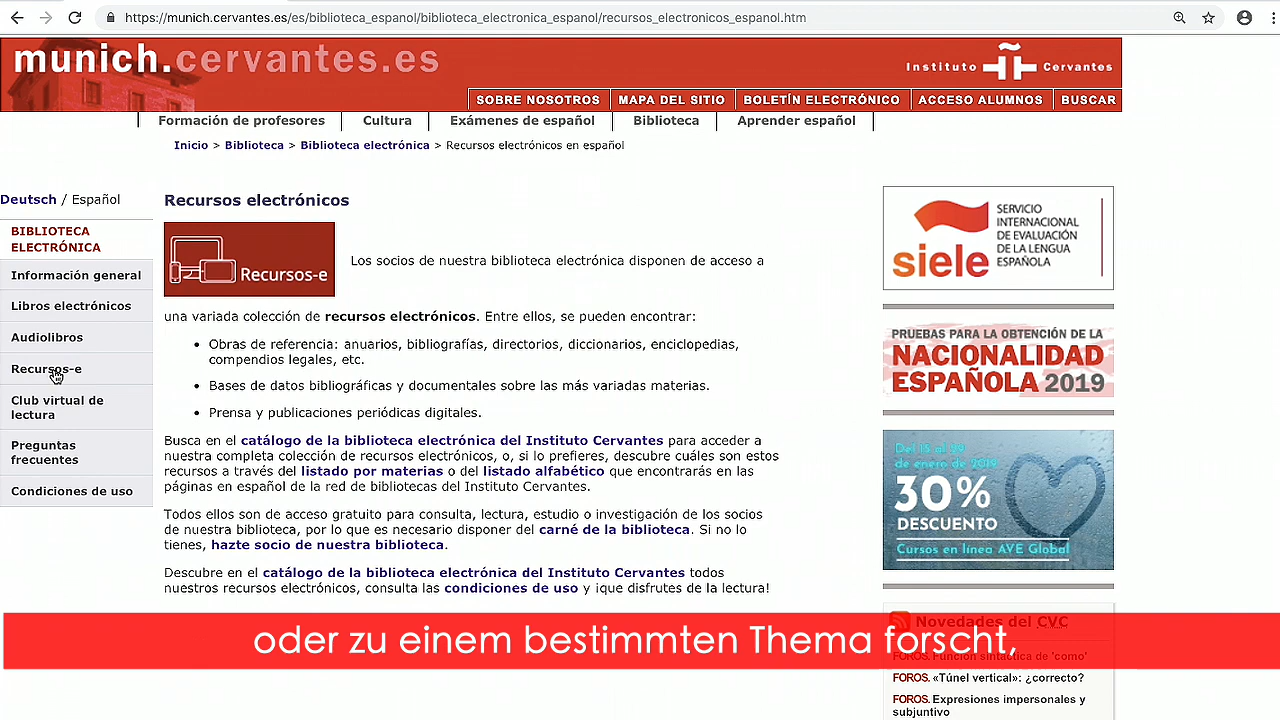 https://munich.cervantes.es/es/biblioteca_espanol/biblioteca_electronica_espanol/recursos_electronicos_espanol.htm
munich.cervantes.es
Instituto Cervantes
SOBRE NOSOTROS MAPA DEL SITIO BOLETÍN ELECTRÓNICO ACCESO ALUMNOS BUSCAR
Formación de profesores Cultura Exámenes de español Biblioteca Aprender español
Inicio > Biblioteca > Biblioteca electrónica > Recursos electrónicos en español
Deutsch / Español
BIBLIOTECA
ELECTRÓNICA
Información general
Libros electrónicos
Audiolibros
Recursos-e
Club virtual de
lectura
Preguntas
frecuentes
Condiciones de uso
Recursos electrónicos
Recursos-e
Los socios de nuestra biblioteca electrónica disponen de acceso a
una variada colección de recursos electrónicos. Entre ellos, se pueden encontrar:
• Obras de referencia: anuarios, bibliografías, directorios, diccionarios, enciclopedias,
compendios legales, etc.
• Bases de datos bibliográficas y documentales sobre las más variadas materias.
• Prensa y publicaciones periódicas digitales.
Busca en el catálogo de la biblioteca electrónica del Instituto Cervantes para acceder a
nuestra completa colección de recursos electrónicos, o, si lo prefieres, descubre cuáles son estos
recursos a través del listado por materias o del listado alfabético que encontrarás en las
páginas en español de la red de bibliotecas del Instituto Cervantes.
Todos ellos son de acceso gratuito para consulta, lectura, estudio o investigación de los socios
de nuestra biblioteca, por lo que es necesario disponer del carné de la biblioteca. Si no lo
tienes, hazte socio de nuestra biblioteca.
Descubre en el catálogo de la biblioteca electrónica del Instituto Cervantes todos
nuestros recursos electrónicos, consulta las condiciones de uso y ¡que disfrutes de la lectura!
siele
SERVICIO
INTERNACIONAL
DE EVALUACIÓN
DE LA LENGUA
ESPAÑOLA
PRUEBAS PARA LA OBTENCIÓN DE LA
NACIONALIDAD
ESPAÑOLA 2019
Del 15 al 29
de enero de 2019
30%
DESCUENTO
Cursos en línea AVE Global
Novedades del CVC
FOROS. Función sintáctica de 'como'
FOROS. «Túnel vertical»: ¿correcto?
FOROS. Expresiones impersonales y
subjuntivo
oder zu einem bestimmten Thema forscht,